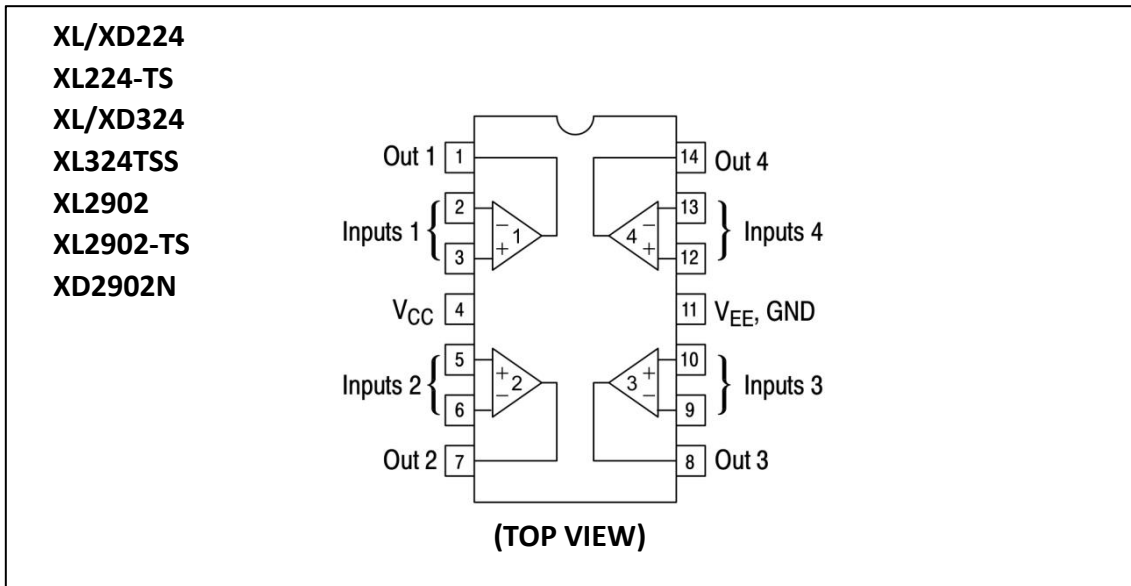 XL/XD224
XL224-TS
XL/XD324
XL324TSS
XL2902
XL2902-TS
XD2902N
Out 1 1 14 Out 4
2 − 13 −
Inputs 1 { 1 4 } Inputs 4
3 + 12 +
VCC 4 11 VEE, GND
5 + 10 +
Inputs 2 { 2 3 } Inputs 3
6 − 9 −
Out 2 7 8 Out 3
(TOP VIEW)